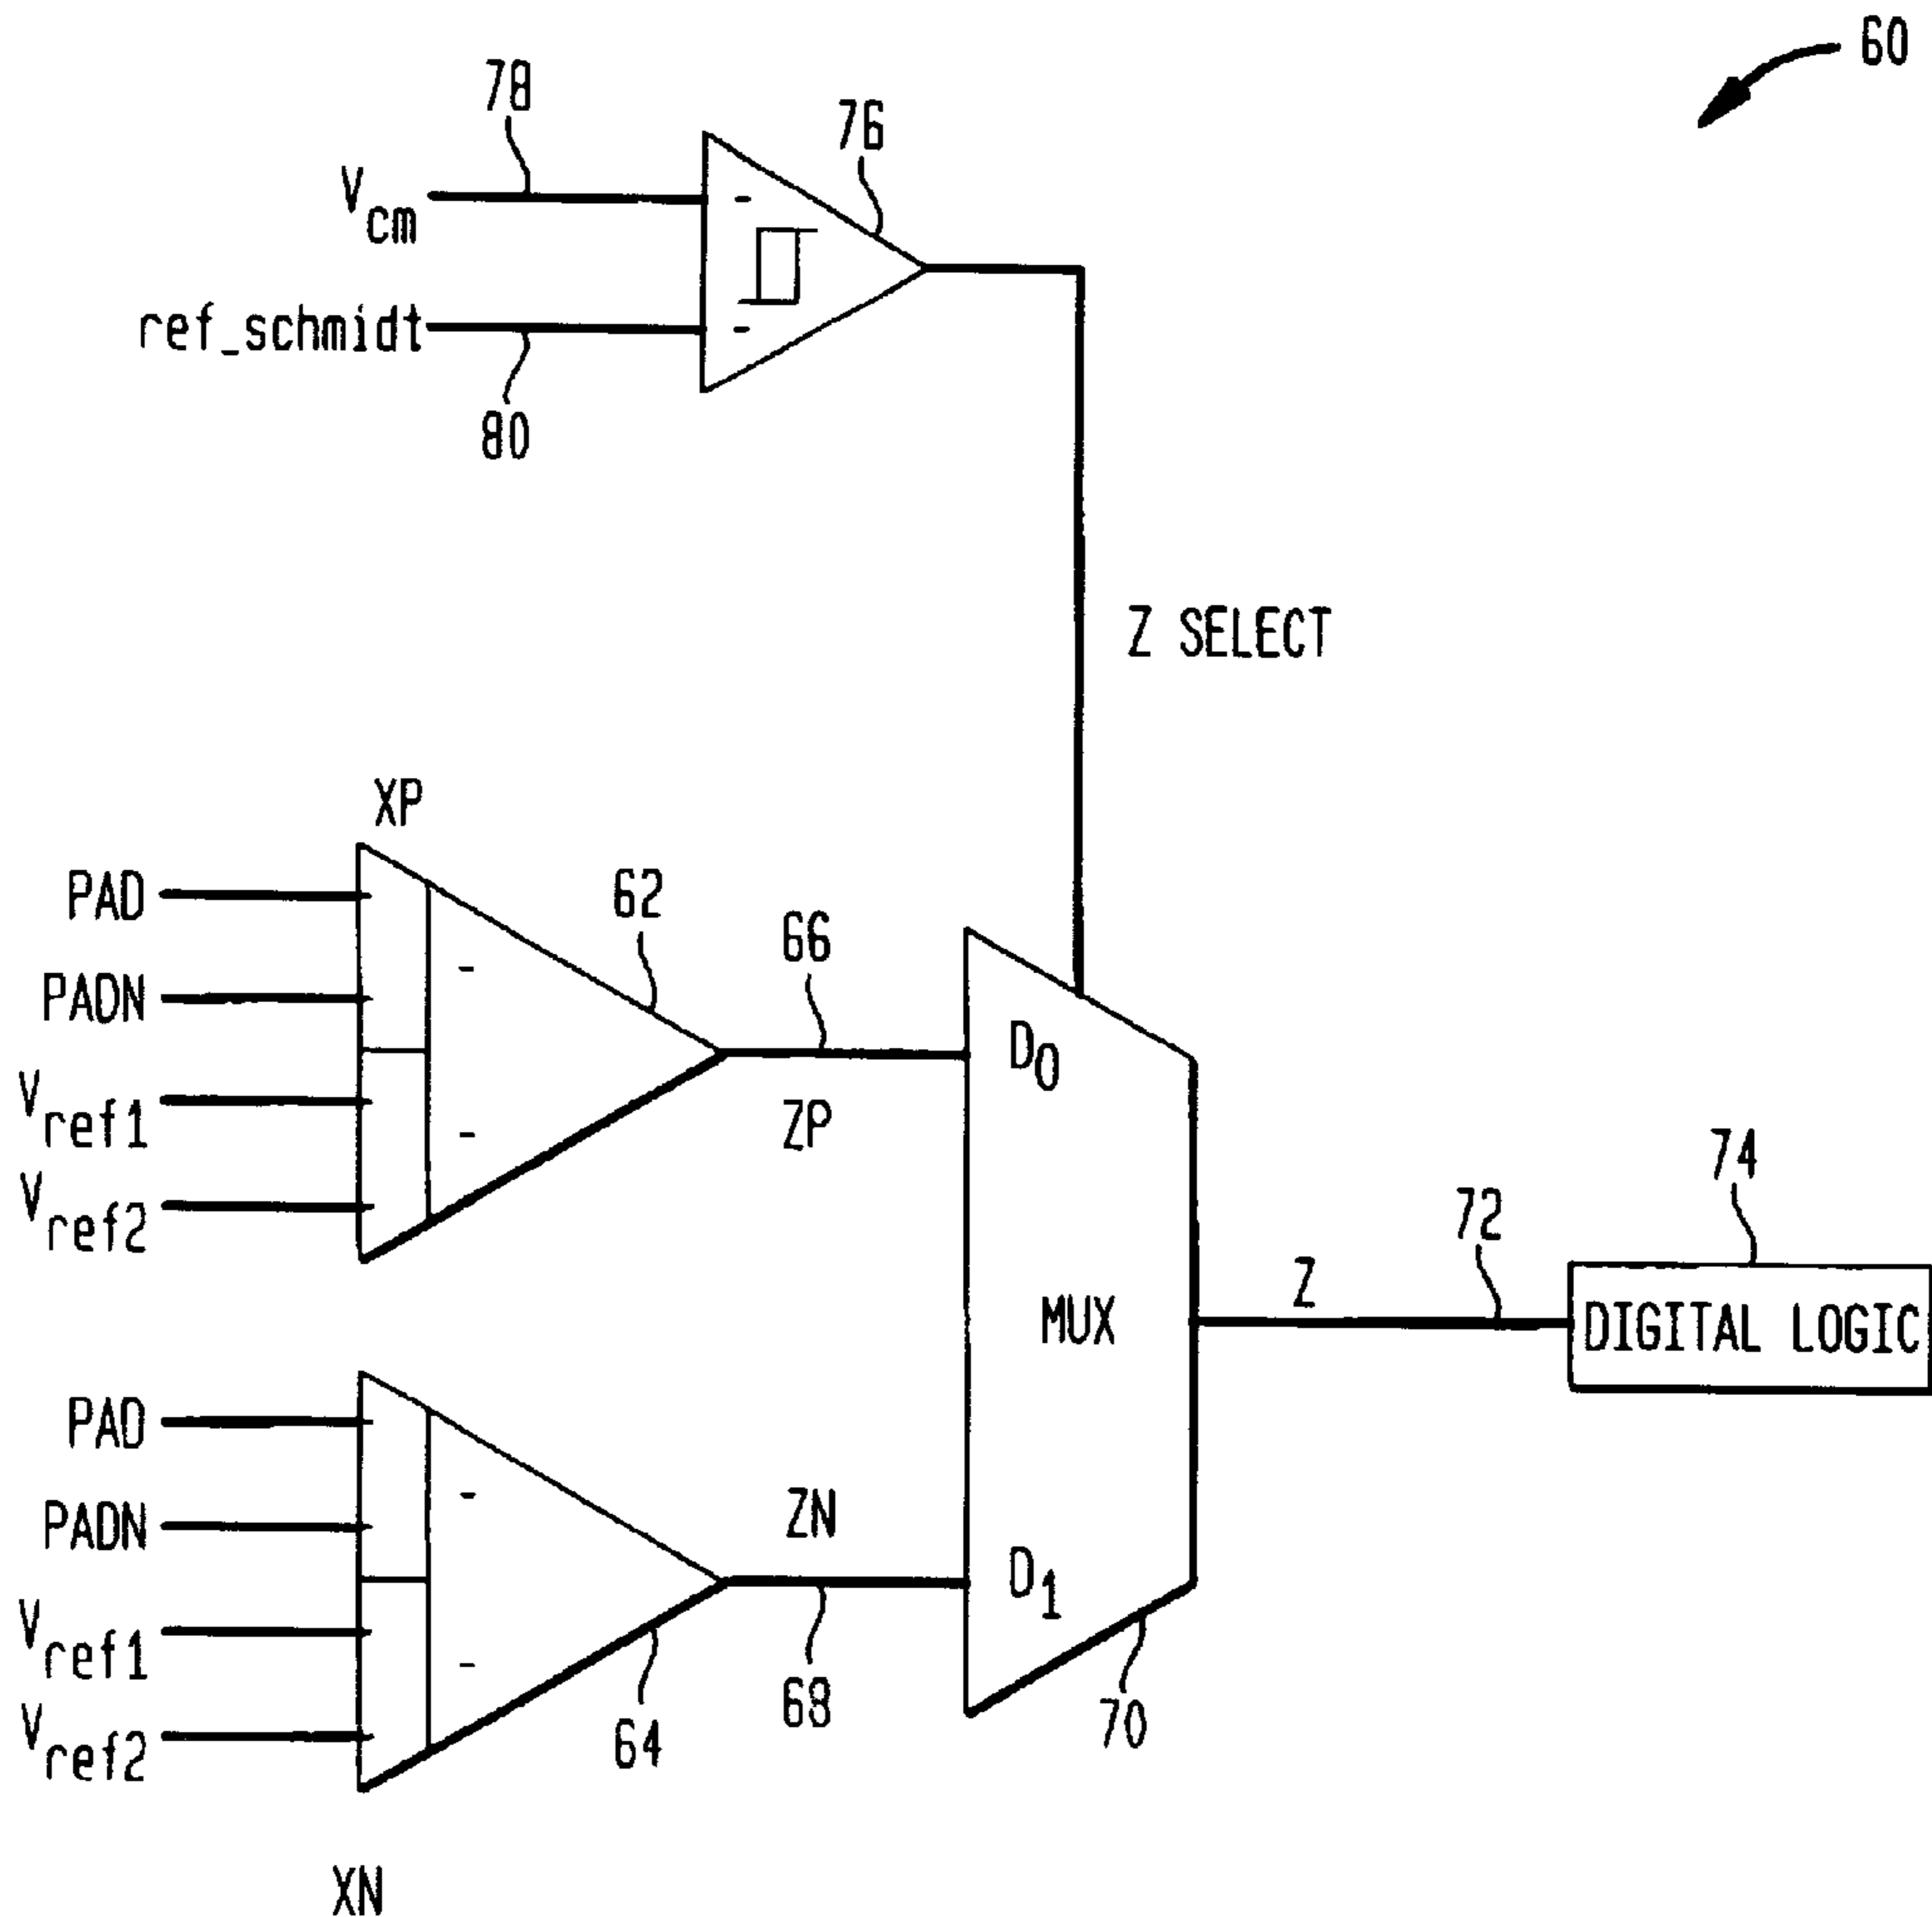 60
78
76
Vcm
-
ref_schmidt
-
80
Z SELECT
XP
PAD
62
66
PADN
-
D0
Vref1
ZP
-
Vref2
74
72
Z
MUX
DIGITAL LOGIC
PAD
PADN
-
ZN
D1
Vref1
-
68
70
Vref2
64
XN